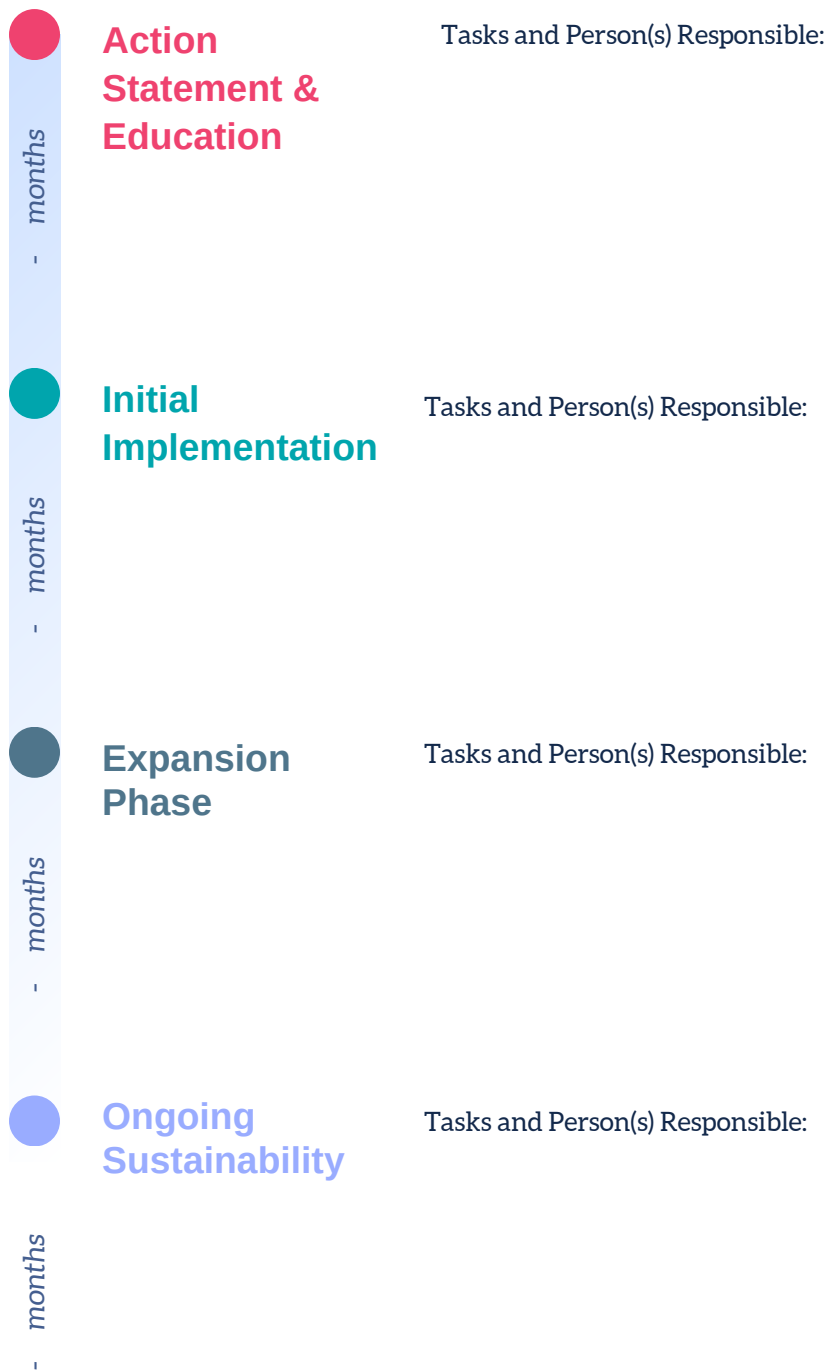 Action
Statement &
Education
Tasks and Person(s) Responsible:
- months
Initial
Implementation
Tasks and Person(s) Responsible:
- months
Expansion
Phase
Tasks and Person(s) Responsible:
- months
Ongoing
Sustainability
Tasks and Person(s) Responsible:
- months